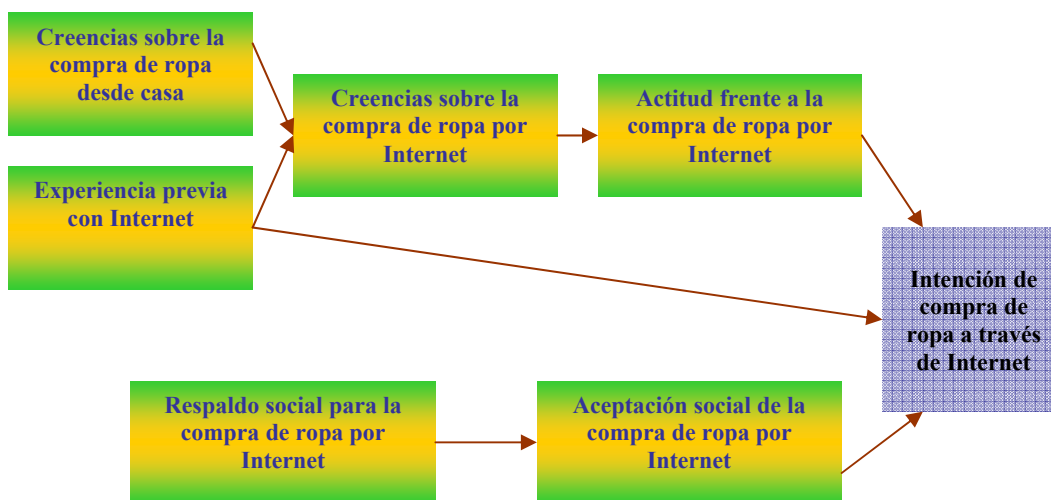 Creencias sobre la
compra de ropa
desde casa
Experiencia previa
con Internet
Creencias sobre la
compra de ropa por
Internet
Actitud frente a la
compra de ropa por
Internet
Intención de
compra de
ropa a través
de Internet
Respaldo social para la
compra de ropa por
Internet
Aceptación social de la
compra de ropa por
Internet